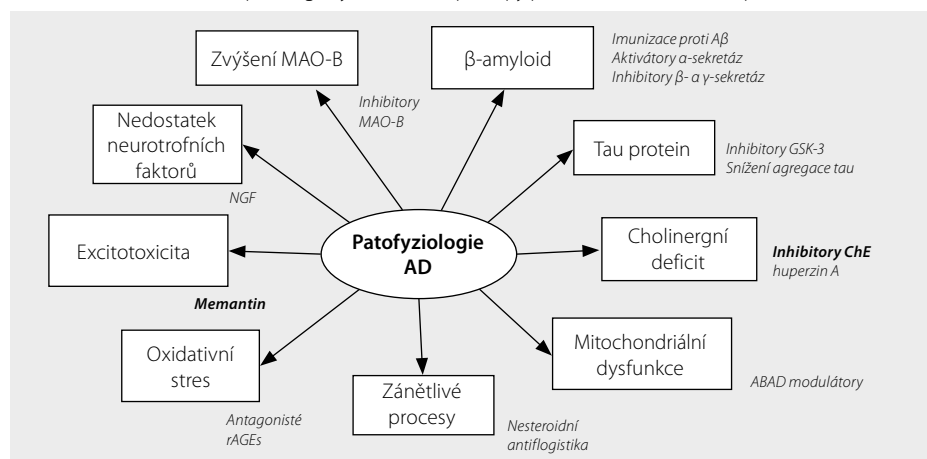 Zvýšení MAO-B
Inhibitory
MAO-B
β-amyloid
Imunizace proti Aβ
Aktivátory α-sekretáz
Inhibitory β- a γ-sekretáz
Nedostatek
neurotrofních
faktorů
NGF
Tau protein
Inhibitory GSK-3
Snížení agregace tau
Excitotoxicita
Memantin
Patofyziologie
AD
Cholinergní
deficit
Inhibitory ChE
huperzin A
Oxidativní
stres
Antagonisté
rAGEs
Zánětlivé
procesy
Nesteroidní
antiflogistika
Mitochondriální
dysfunkce
ABAD modulátory